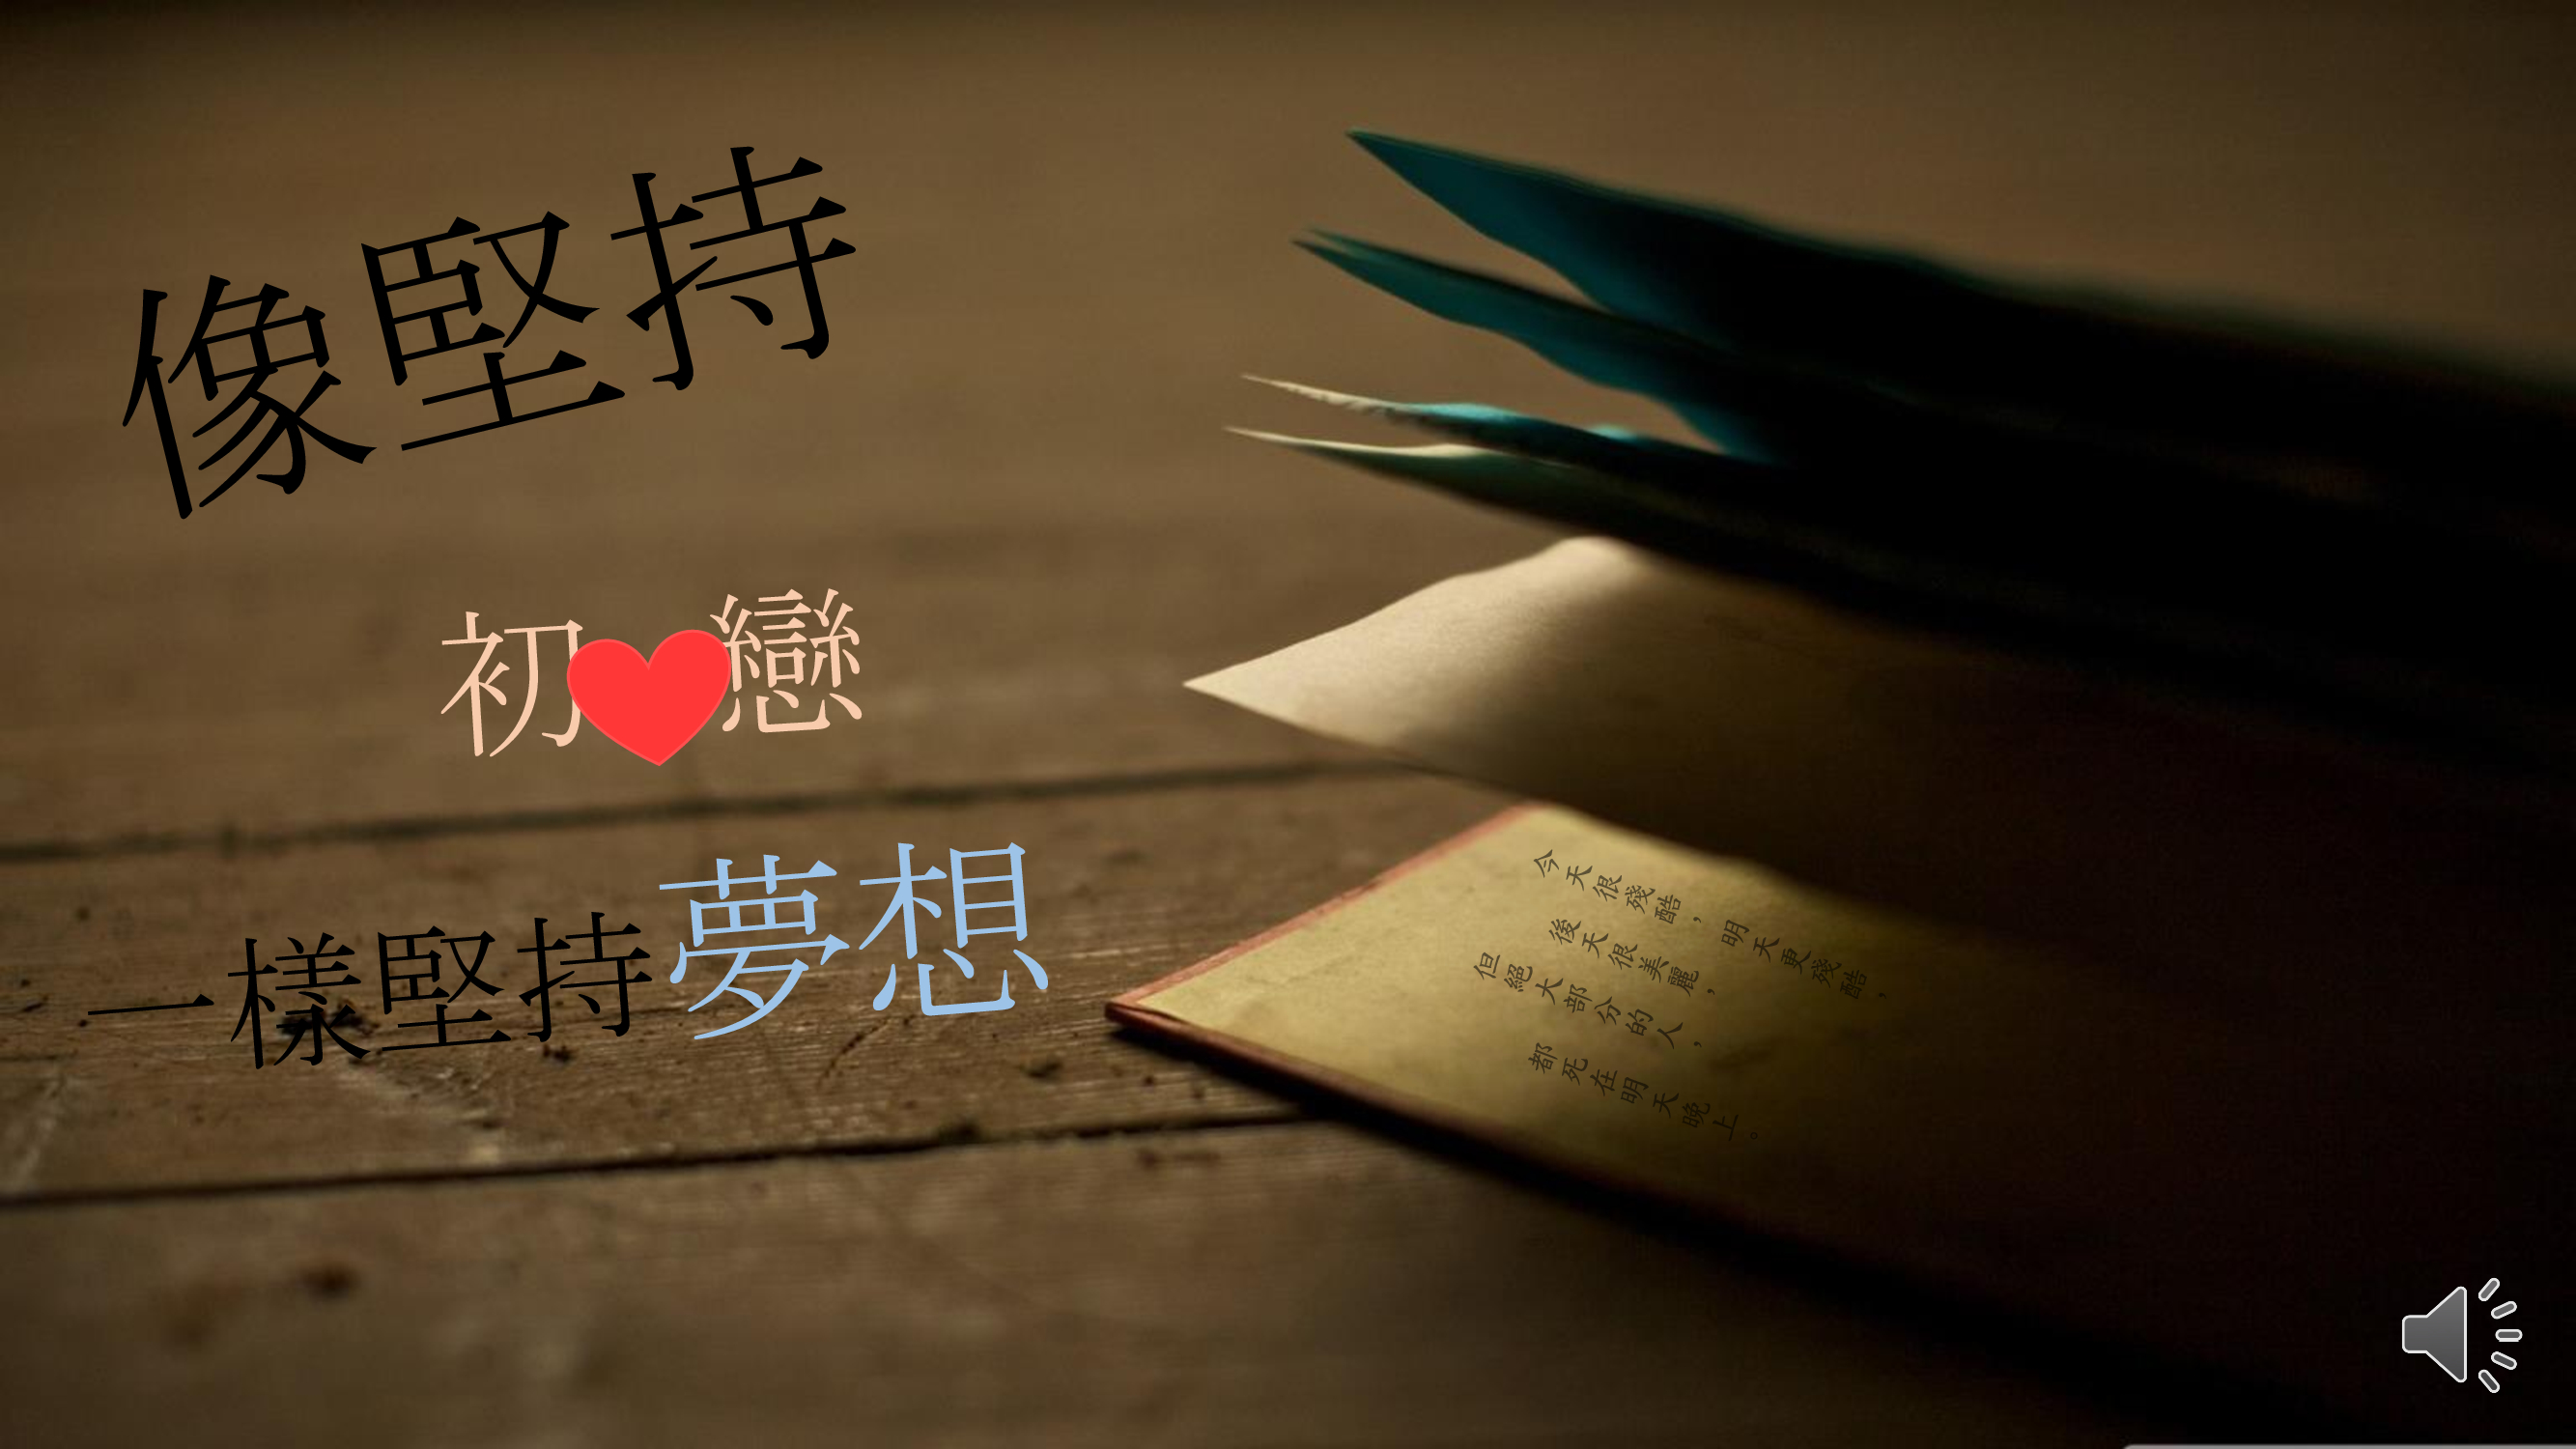 像堅持
初戀
一樣堅持夢想
今天很殘酷，明天更殘酷，
後天很美麗，
但絕大部分的人，
都死在明天晚上。